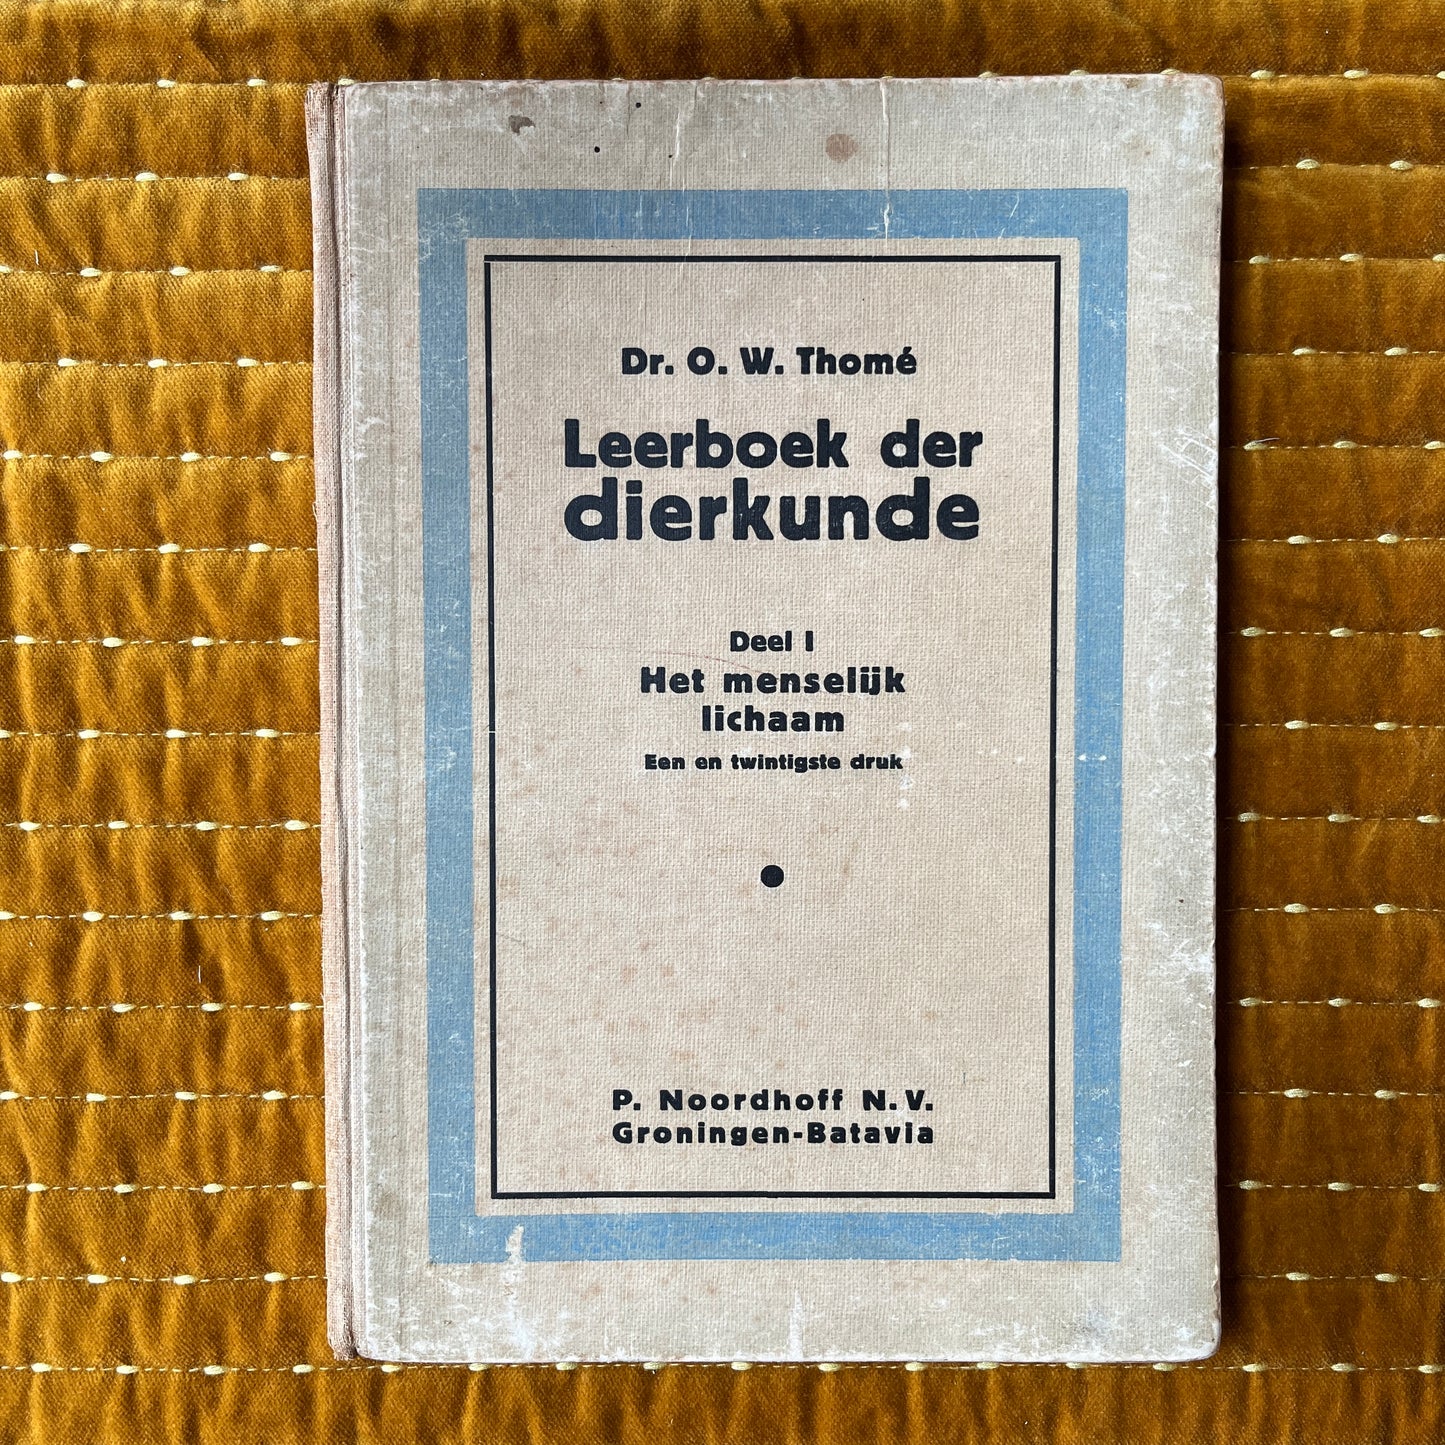 Dr. O. W. Thomé
Leerboek der
dierkunde
Deel I
Het menselijk
lichaam
Een en twintigste druk
P. Noordhoff N.V.
Groningen-Batavia